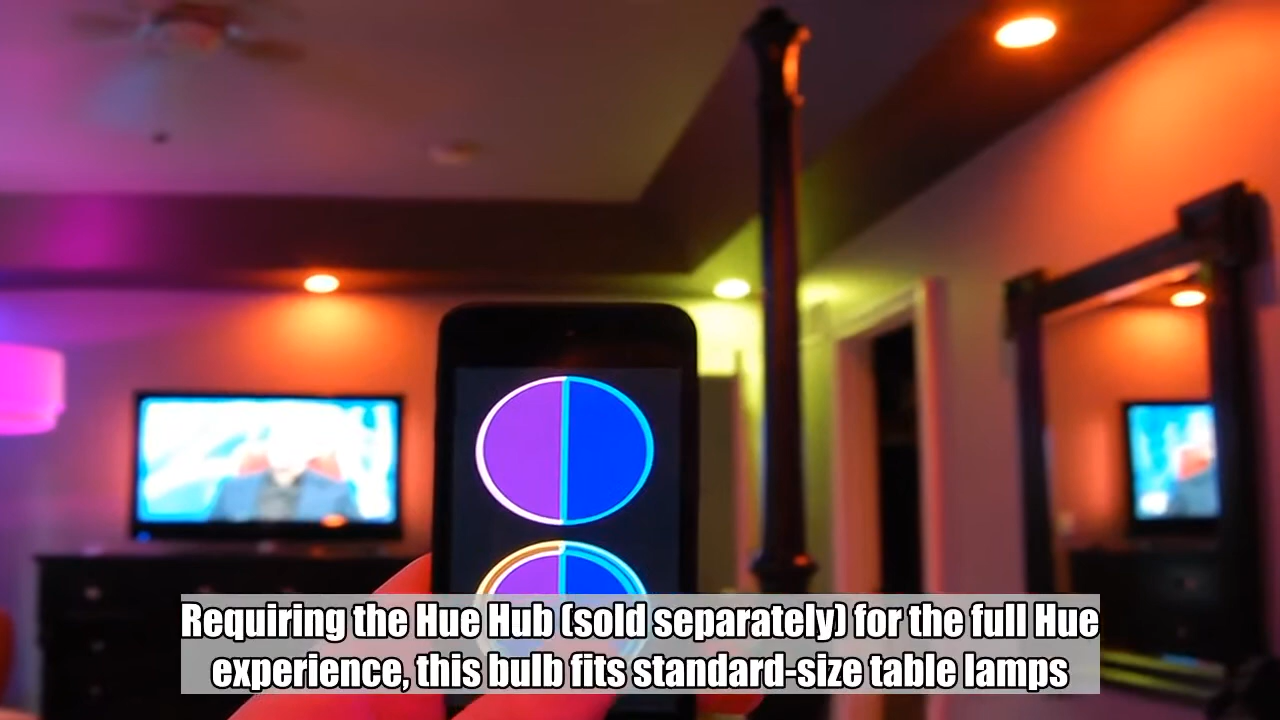 Requiring the Hue Hub (sold separately) for the full Hue
experience, this bulb fits standard-size table lamps